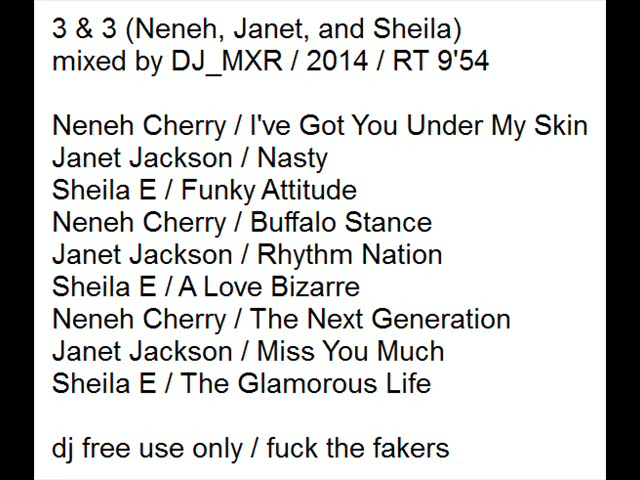 3 & 3 (Neneh, Janet, and Sheila)
mixed by DJ_MXR / 2014 / RT 9'54
Neneh Cherry / I've Got You Under My Skin
Janet Jackson / Nasty
Sheila E / Funky Attitude
Neneh Cherry / Buffalo Stance
Janet Jackson / Rhythm Nation
Sheila E / A Love Bizarre
Neneh Cherry / The Next Generation
Janet Jackson / Miss You Much
Sheila E / The Glamorous Life
dj free use only / fuck the fakers